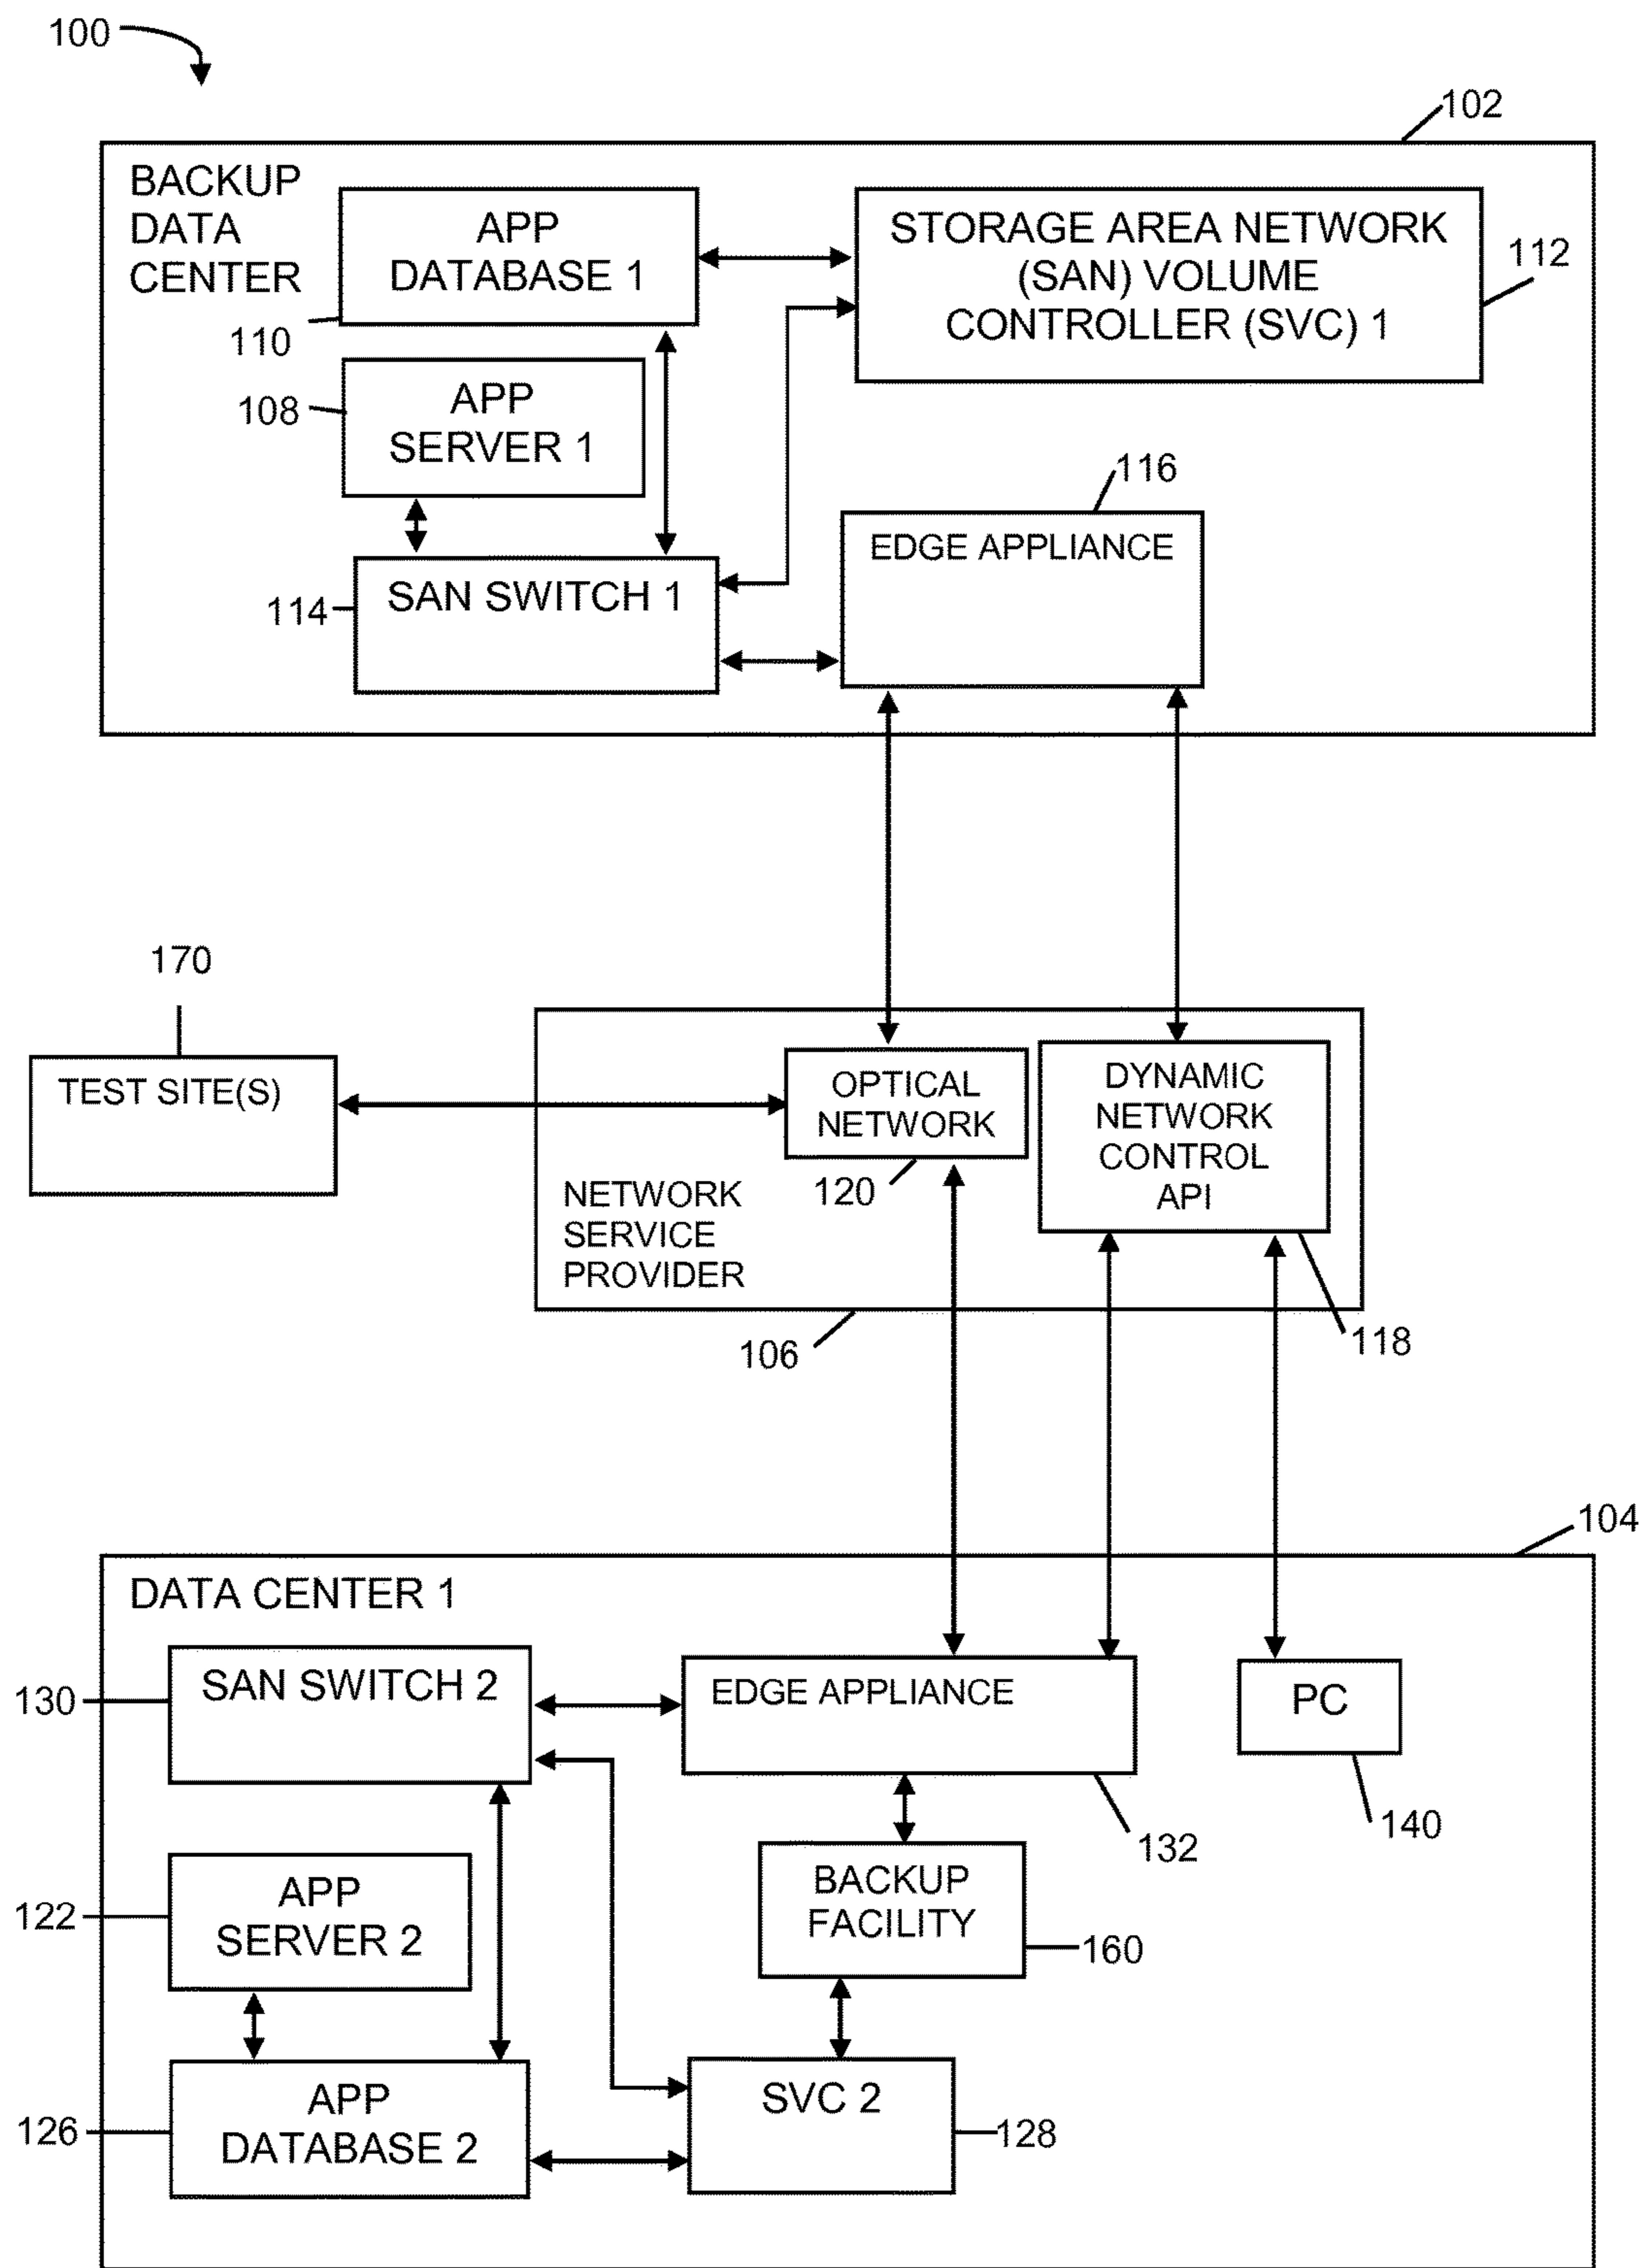 100
102
BACKUP
DATA
CENTER
APP
DATABASE 1
110
STORAGE AREA NETWORK
(SAN) VOLUME
CONTROLLER (SVC) 1
112
APP
SERVER 1
108
116
EDGE APPLIANCE
SAN SWITCH 1
114
170
TEST SITE(S)
OPTICAL
NETWORK
120
DYNAMIC
NETWORK
CONTROL
API
NETWORK
SERVICE
PROVIDER
106
118
104
DATA CENTER 1
SAN SWITCH 2
130
EDGE APPLIANCE
132
PC
140
APP
SERVER 2
122
BACKUP
FACILITY
160
APP
DATABASE 2
126
SVC 2
128